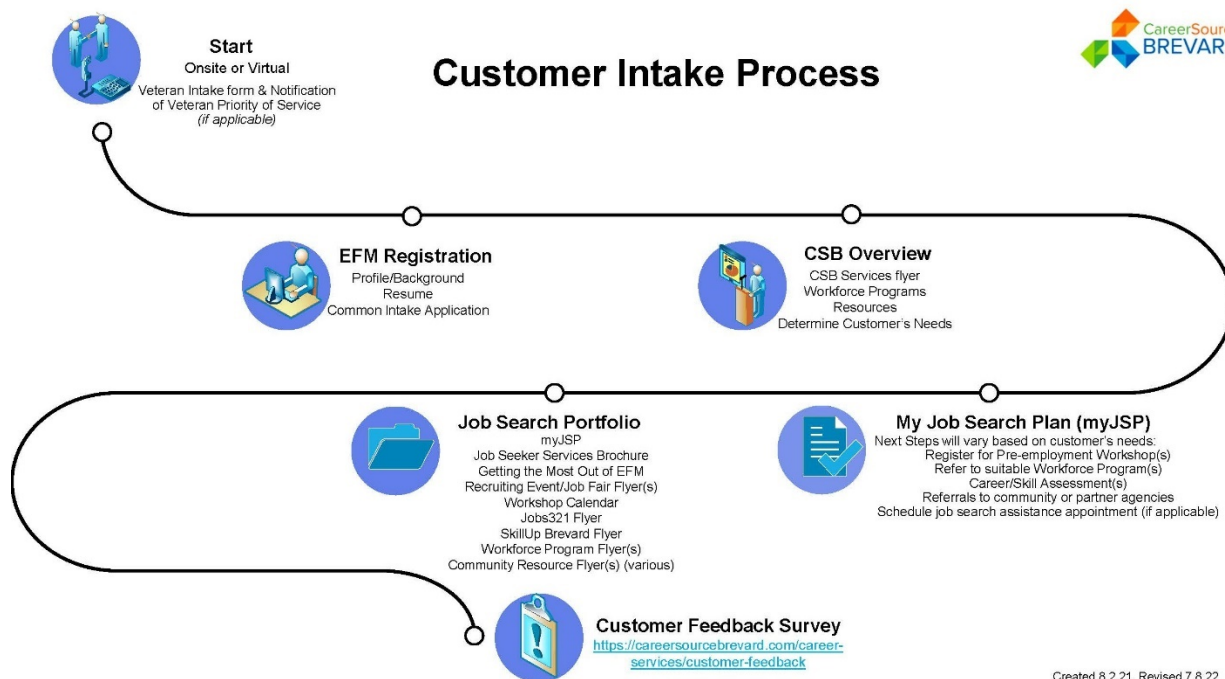 Start
Onsite or Virtual
Veteran Intake form & Notification
of Veteran Priority of Service
(if applicable)
Customer Intake Process
CareerSource
BREVARD
EFM Registration
Profile/Background
Resume
Common Intake Application
CSB Overview
CSB Services flyer
Workforce Programs
Resources
Determine Customer's Needs
Job Search Portfolio
myJSP
Job Seeker Services Brochure
Getting the Most Out of EFM
Recruiting Event/Job Fair Flyer(s)
Workshop Calendar
Jobs321 Flyer
SkillUp Brevard Flyer
Workforce Program Flyer(s)
Community Resource Flyer(s) (various)
My Job Search Plan (myJSP)
Next Steps will vary based on customer's needs:
Register for Pre-employment Workshop(s)
Refer to suitable Workforce Program(s)
Career/Skill Assessment(s)
Referrals to community or partner agencies
Schedule job search assistance appointment (if applicable)
Customer Feedback Survey
https://careersourcebrevard.com/career-
services/customer-feedback
Created 8.2.21 Revised 7.8.22